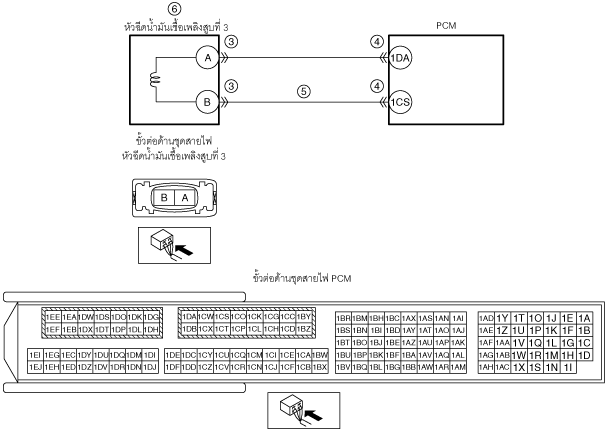 ⑥
หัวฉีดน้ำมันเชื้อเพลิงสูบที่ 3
PCM
A ③ ④ 1DA
B ③ ⑤ ④ 1CS
ขั้วต่อด้านชุดสายไฟ
หัวฉีดน้ำมันเชื้อเพลิงสูบที่ 3
B A
ขั้วต่อด้านชุดสายไฟ PCM
1EE 1EA 1DW 1DS 1DO 1DK 1DG 1DA 1CW 1CS 1CO 1CK 1CG 1CC 1BY
1EF 1EB 1DX 1DT 1DP 1DL 1DH 1DB 1CX 1CT 1CP 1CL 1CH 1CD 1BZ
1EI 1EG 1EC 1DY 1DU 1DQ 1DM 1DI 1DE 1DC 1CY 1CU 1CQ 1CM 1CI 1CE 1CA 1BW
1EJ 1EH 1ED 1DZ 1DV 1DR 1DN 1DJ 1DF 1DD 1CZ 1CV 1CR 1CN 1CJ 1CF 1CB 1BX
1BR 1BM 1BH 1BC 1AX 1AS 1AN 1AI 1AD 1Y 1T 1O 1J 1E 1A
1BS 1BN 1BI 1BD 1AY 1AT 1AO 1AJ 1AE 1Z 1U 1P 1K 1F 1B
1BT 1BO 1BJ 1BE 1AZ 1AU 1AP 1AK 1AF 1AA 1V 1Q 1L 1G 1C
1BU 1BP 1BK 1BF 1BA 1AV 1AQ 1AL 1AG 1AB 1W 1R 1M 1H 1D
1BV 1BQ 1BL 1BG 1BB 1AW 1AR 1AM 1AH 1AC 1X 1S 1N 1I